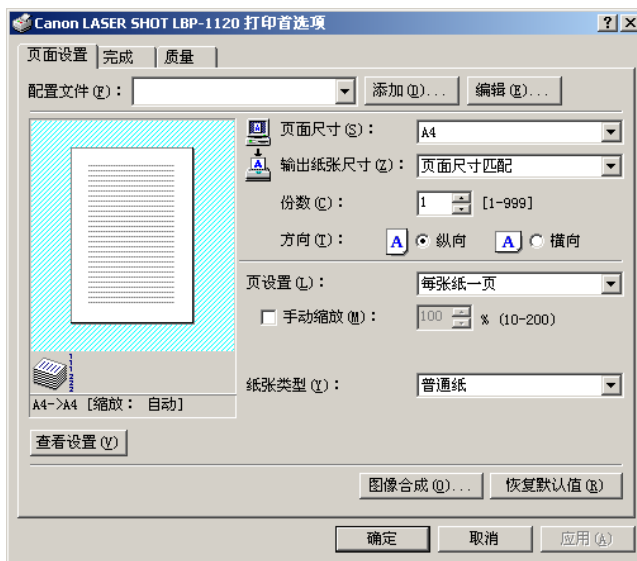 Canon LASER SHOT LBP-1120 打印首选项
页面设置 完成 质量
配置文件(F): 添加(D)... 编辑(E)...
页面尺寸(S): A4
输出纸张尺寸(Z): 页面尺寸匹配
份数(C): 1 [1-999]
方向(T): A 纵向 A 横向
页设置(L): 每张纸一页
手动缩放(M): 100 % (10-200)
纸张类型(Y): 普通纸
A4->A4 [缩放: 自动]
查看设置(V)
图像合成(O)... 恢复默认值(R)
确定 取消 应用(A)